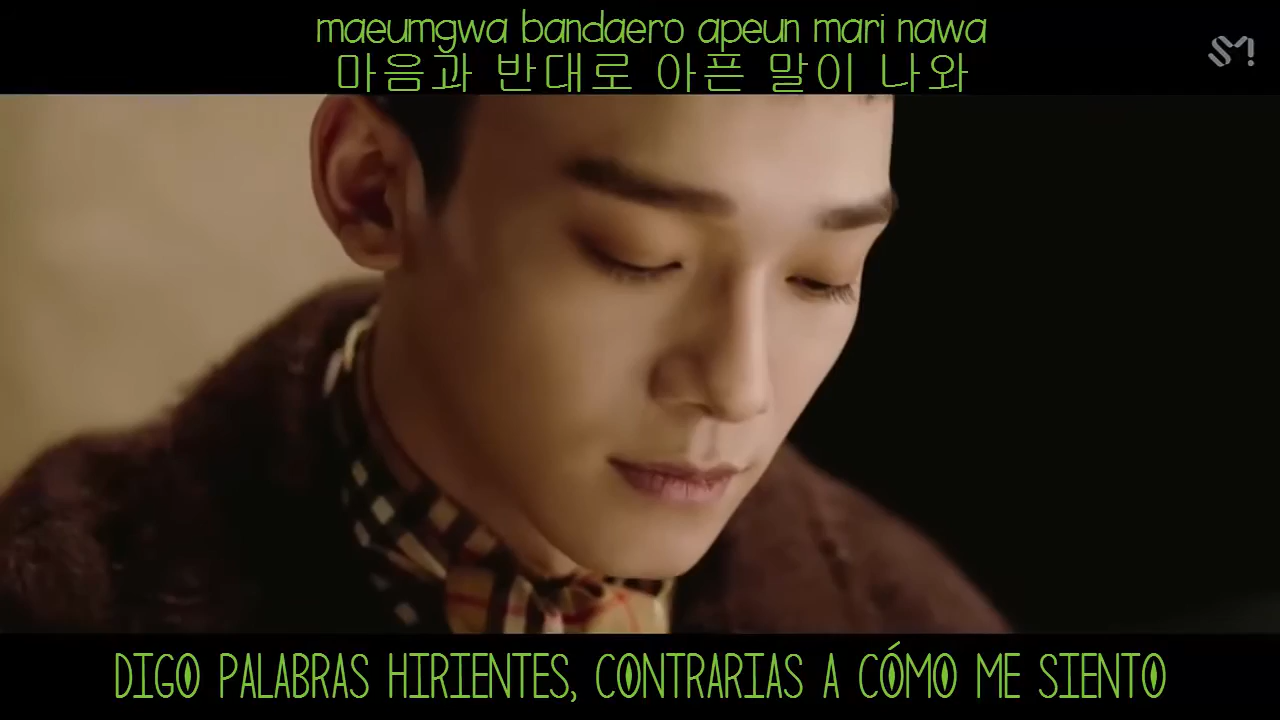 maeumgwa bandaero apeun mari nawa
마음과 반대로 아픈 말이 나와
SM!
DIGO PALABRAS HIRIENTES, CONTRARIAS A CÓMO ME SIENTO